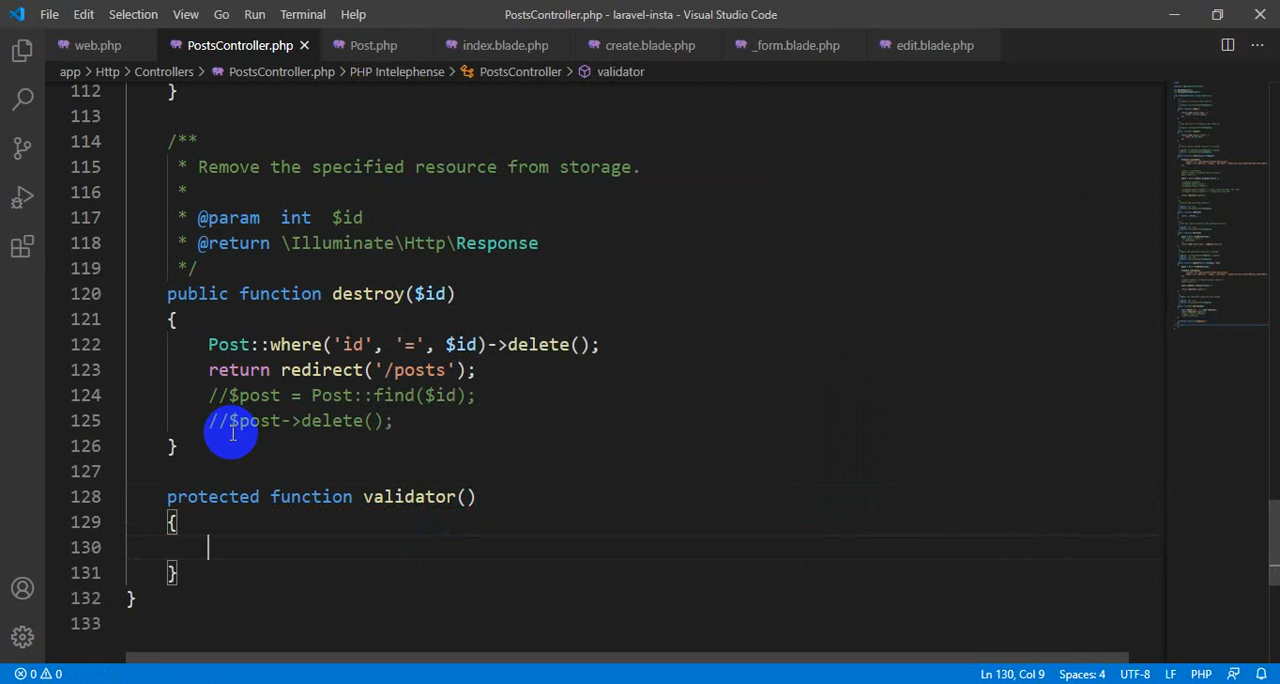 File Edit Selection View Go Run Terminal Help PostsController.php - laravel-insta - Visual Studio Code
web.php PostsController.php Post.php index.blade.php create.blade.php _form.blade.php edit.blade.php
app > Http > Controllers > PostsController.php > PHP Intelephense > PostsController > validator
112 }
113
114 /**
115 * Remove the specified resource from storage.
116 *
117 * @param int $id
118 * @return \Illuminate\Http\Response
119 */
120 public function destroy($id)
121 {
122 Post::where('id', '=', $id)->delete();
123 return redirect('/posts');
124 //$post = Post::find($id);
125 //$post->delete();
126 }
127
128 protected function validator()
129 {
130
131 }
132 }
133
0 0 Ln 130, Col 9 Spaces: 4 UTF-8 LF PHP